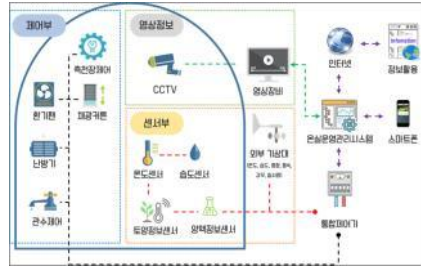 제어부
영상정보
측천장제어
CCTV
영상장비
인터넷
정보활용
환기팬
차광커튼
센서부
외부 기상대
온실운영관리시스템
스마트폰
난방기
온도센서
습도센서
관수제어
토양정보센서
양액정보센서
통합제어기